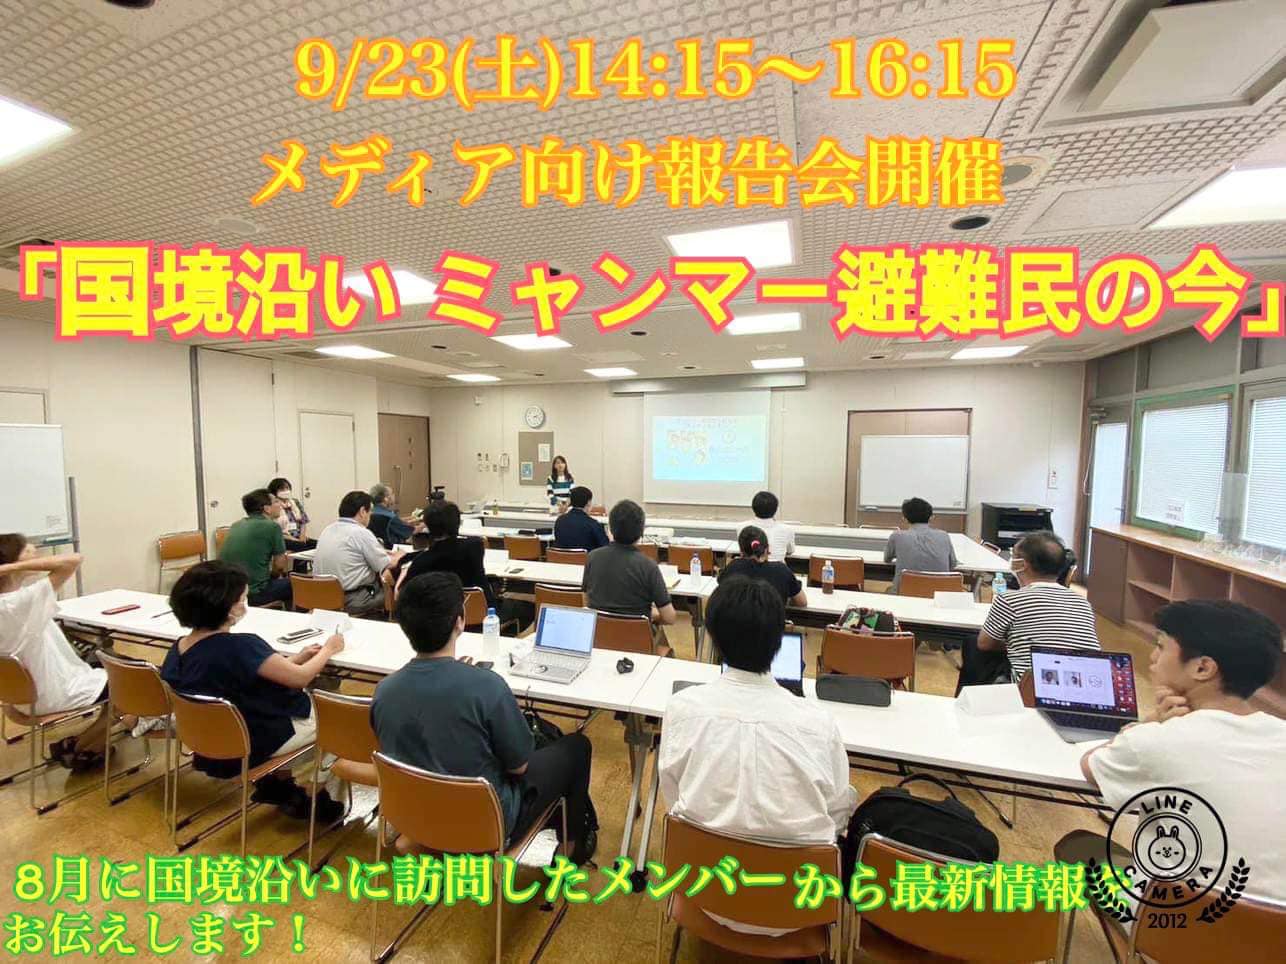 9/23(土)14:15〜16:15
メディア向け報告会開催
「国境沿い ミャンマー避難民の今」
8月に国境沿いに訪問したメンバーから最新情報を
お伝えします！
LINE
CAMERA
2012